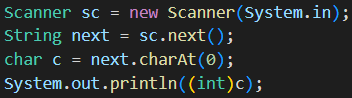 Scanner sc = new Scanner(System.in);
String next = sc.next();
char c = next.charAt(0);
System.out.println((int)c);